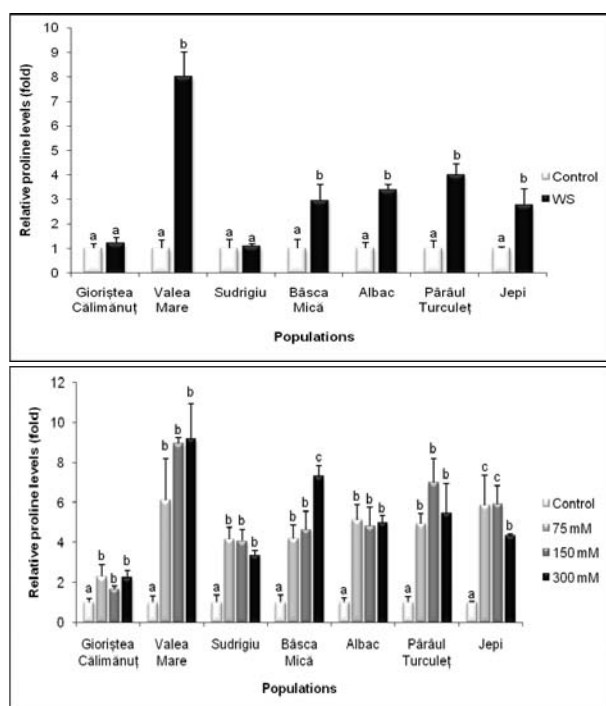 10
9
8
7
6
5
4
3
2
1
0
Relative proline levels (fold)
a a a b a a a b a b a b a b
Control
WS
Gioriștea Călimănuț
Valea Mare
Sudrigiu
Bâsca Mică
Albac
Pârâul Turculeț
Jepi
Populations
12
10
8
6
4
2
0
Relative proline levels (fold)
a b b b a b b b a b b b a b b c a b b b a b b b a c c b
Control
75 mM
150 mM
300 mM
Gioriștea Călimănuț
Valea Mare
Sudrigiu
Bâsca Mică
Albac
Pârâul Turculeț
Jepi
Populations